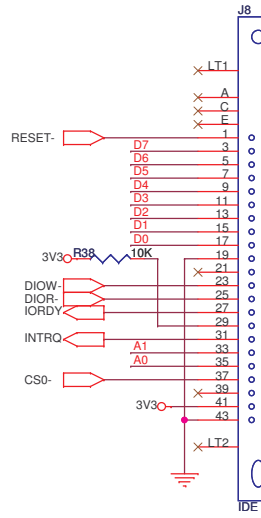 J8
LT1
A
C
E
RESET- 1
D7 3
D6 5
D5 7
D4 9
D3 11
D2 13
D1 15
D0 17
3V3 R38 10K 19
21
DIOW- 23
DIOR- 25
IORDY 27
29
INTRQ 31
A1 33
A0 35
CS0- 37
39
3V3 41
43
LT2
IDE